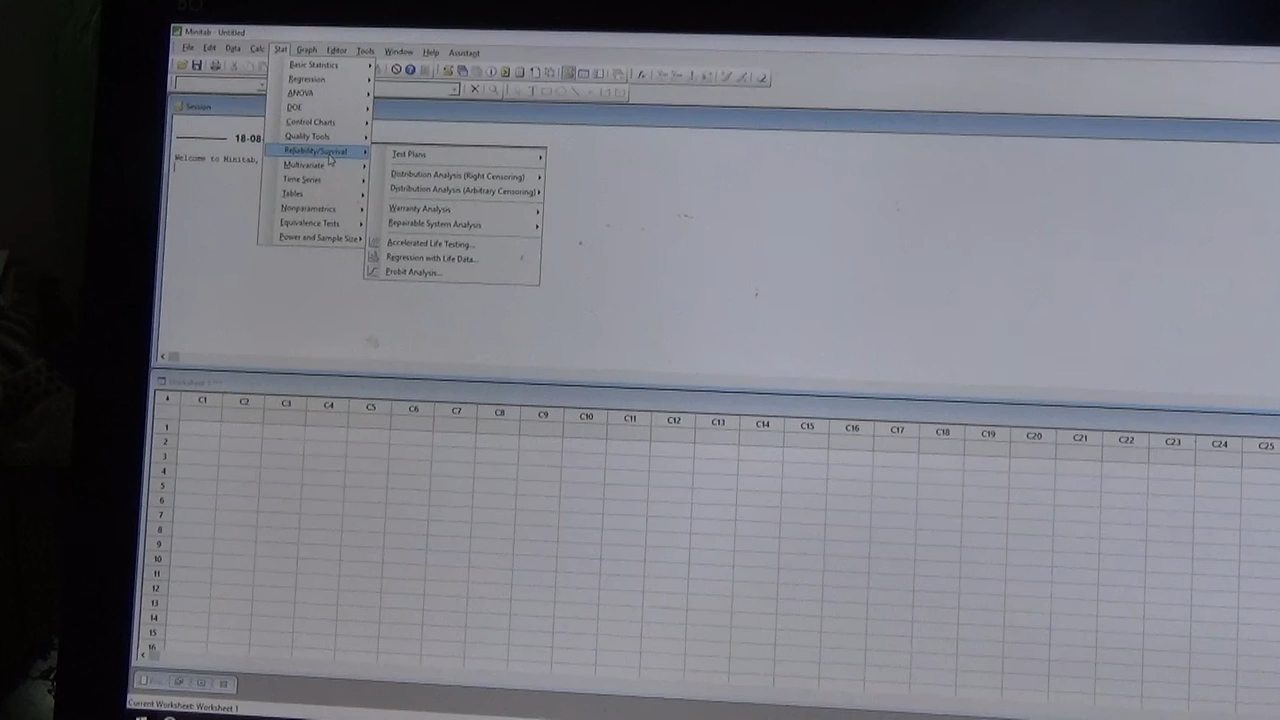 Minitab - Untitled
File Edit Data Calc Stat Graph Editor Tools Window Help Assistant
Basic Statistics
Regression
ANOVA
DOE
Control Charts
Quality Tools
Reliability/Survival
Multivariate
Time Series
Tables
Nonparametrics
Equivalence Tests
Power and Sample Size
Test Plans
Distribution Analysis (Right Censoring)
Distribution Analysis (Arbitrary Censoring)
Warranty Analysis
Repairable System Analysis
Accelerated Life Testing...
Regression with Life Data...
Probit Analysis...
Session
18-08
Welcome to Minitab,
Worksheet 1 ***
C1 C2 C3 C4 C5 C6 C7 C8 C9 C10 C11 C12 C13 C14 C15 C16 C17 C18 C19 C20 C21 C22 C23 C24 C25
1
2
3
4
5
6
7
8
9
10
11
12
13
14
15
16
Current Worksheet: Worksheet 1